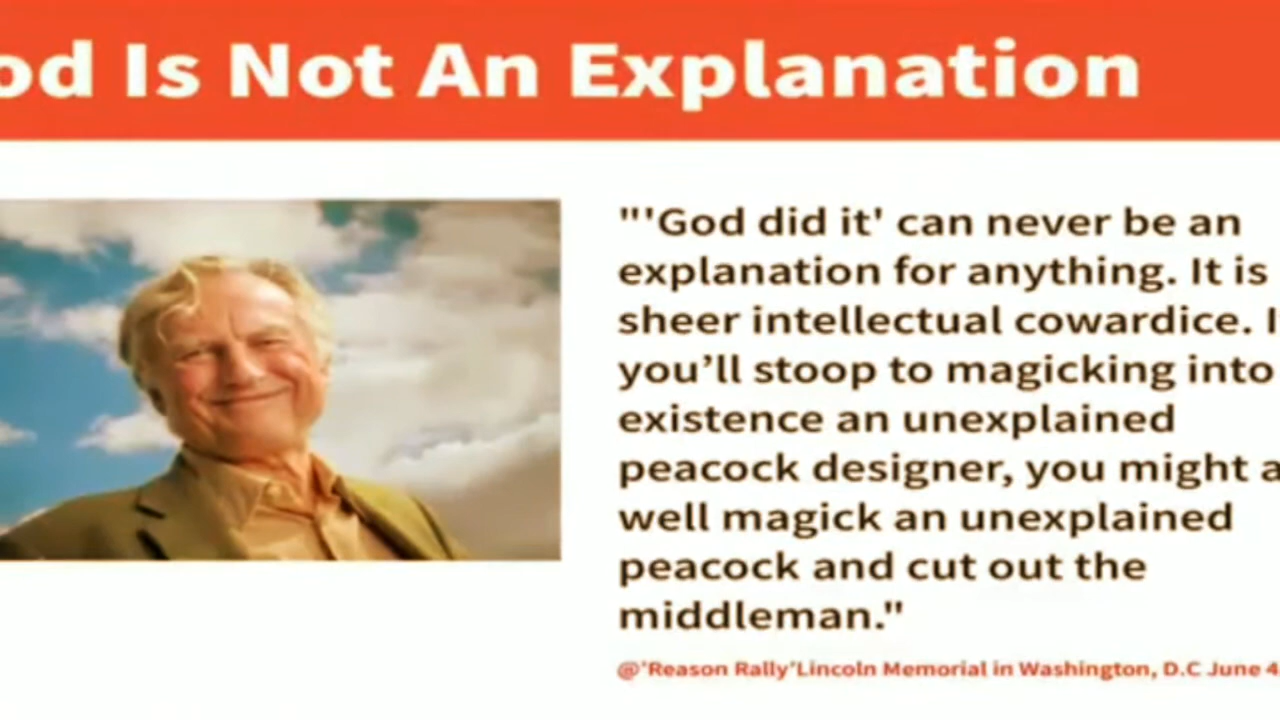 od Is Not An Explanation
"'God did it' can never be an
explanation for anything. It is
sheer intellectual cowardice. I
you’ll stoop to magicking into
existence an unexplained
peacock designer, you might a
well magick an unexplained
peacock and cut out the
middleman."
@'Reason Rally'Lincoln Memorial in Washington, D.C June 4